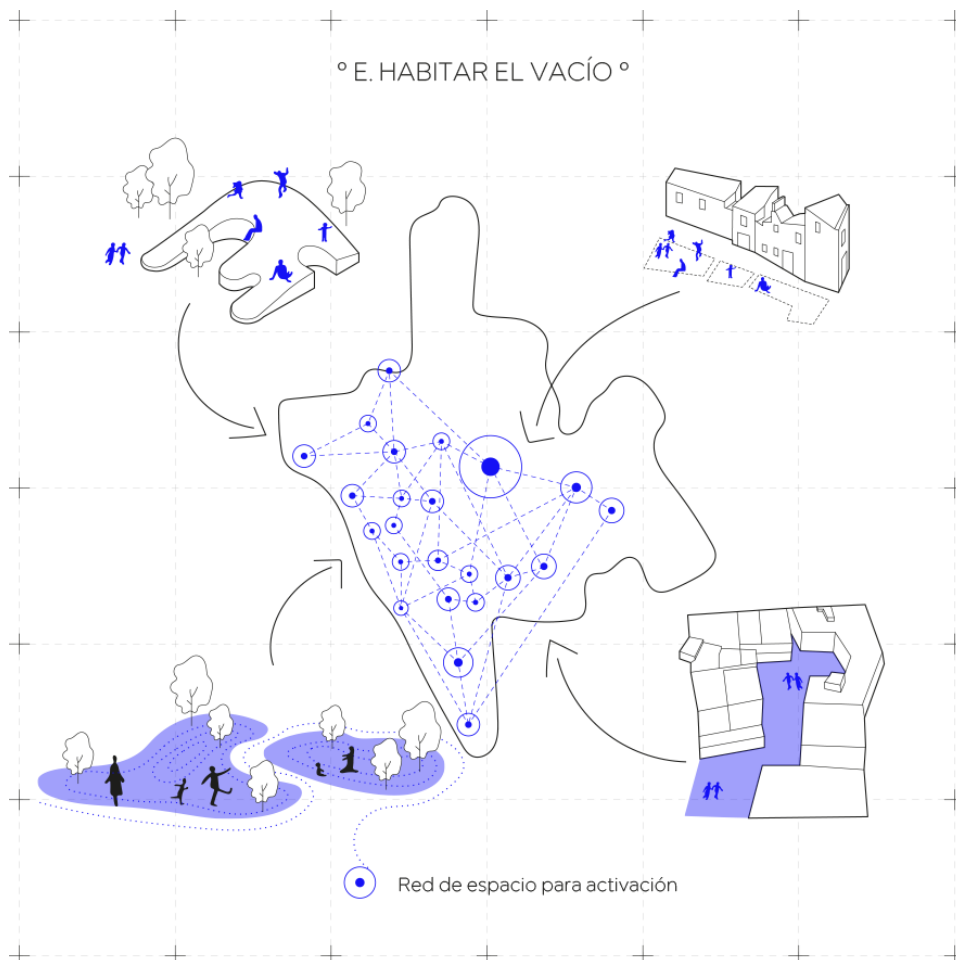 ° E. HABITAR EL VACÍO °
Red de espacio para activación